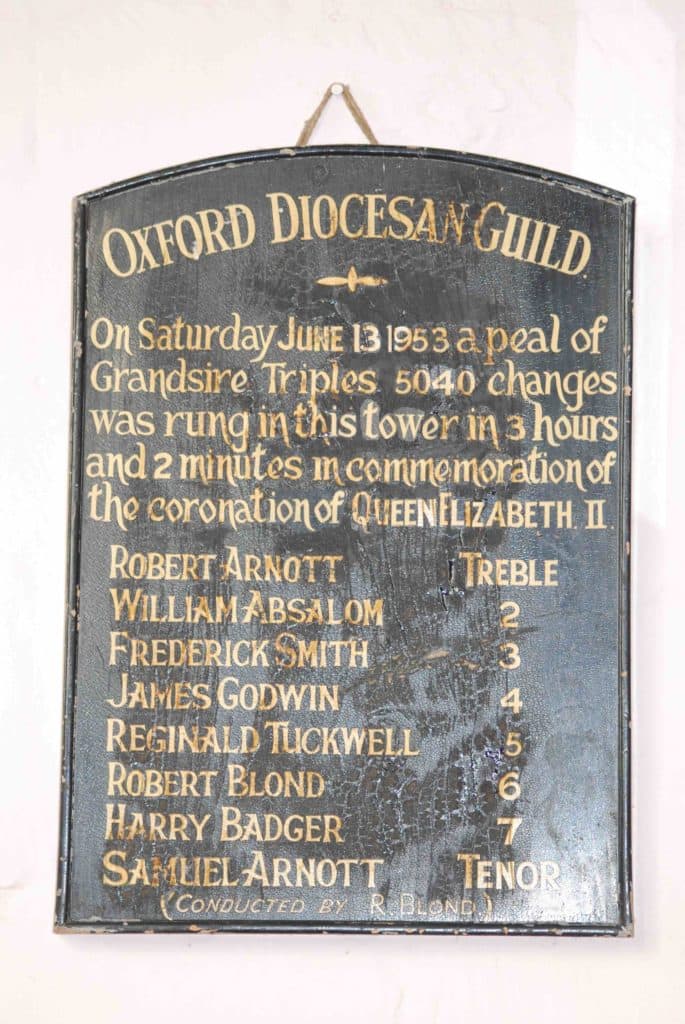 OXFORD DIOCESAN GUILD.
On Saturday JUNE 13 1953 a peal of
Grandsire Triples 5040 changes
was rung in this tower in 3 hours
and 2 minutes in commemoration of
the coronation of QUEEN ELIZABETH II.
ROBERT ARNOTT TREBLE
WILLIAM ABSALOM 2
FREDERICK SMITH 3
JAMES GODWIN 4
REGINALD TUCKWELL 5
ROBERT BLOND 6
HARRY BADGER 7
SAMUEL ARNOTT TENOR
(CONDUCTED BY R. BLOND)